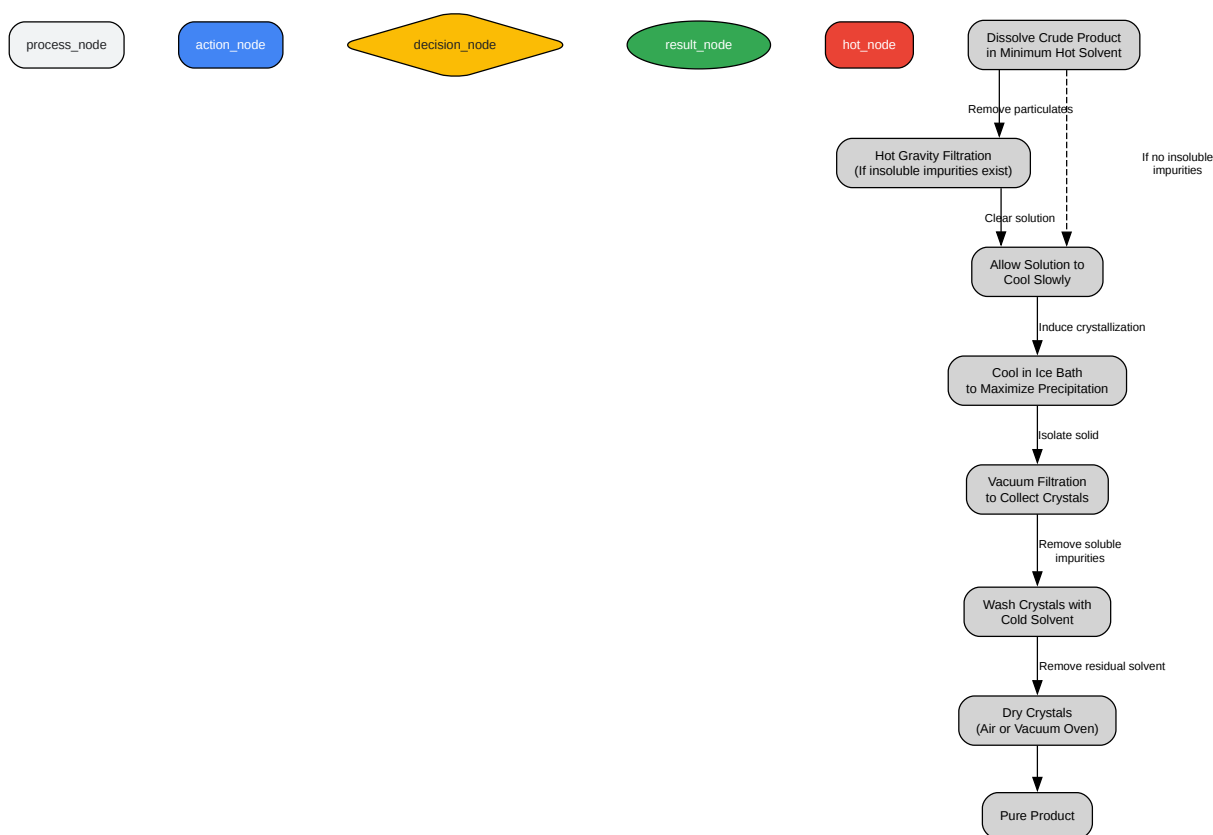 process_node
action_node
decision_node
result_node
hot_node
Dissolve Crude Product
in Minimum Hot Solvent
Remove particulates
Hot Gravity Filtration
(If insoluble impurities exist)
If no insoluble
impurities
Clear solution
Allow Solution to
Cool Slowly
Induce crystallization
Cool in Ice Bath
to Maximize Precipitation
Isolate solid
Vacuum Filtration
to Collect Crystals
Remove soluble
impurities
Wash Crystals with
Cold Solvent
Remove residual solvent
Dry Crystals
(Air or Vacuum Oven)
Pure Product